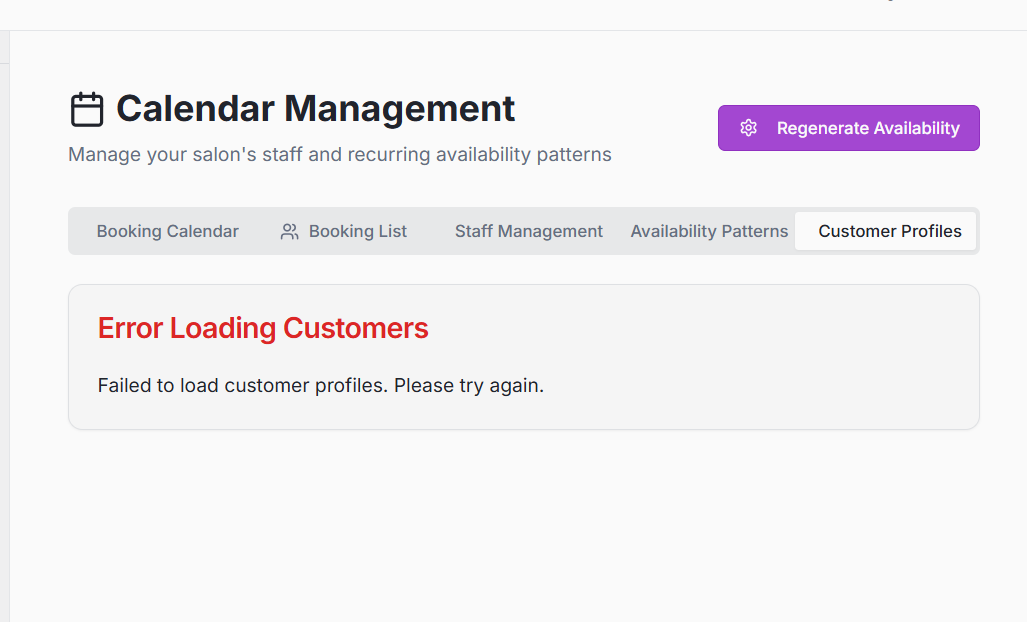 Calendar Management
Manage your salon's staff and recurring availability patterns
Regenerate Availability
Booking Calendar
Booking List
Staff Management
Availability Patterns
Customer Profiles
Error Loading Customers
Failed to load customer profiles. Please try again.